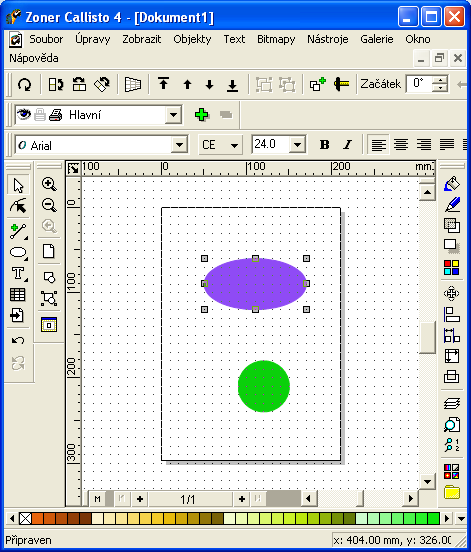 Zoner Callisto 4 - [Dokument1]
Soubor Úpravy Zobrazit Objekty Text Bitmapy Nástroje Galerie Okno
Nápověda
Začátek 0°
Hlavní
O Arial CE 24.0 B I
100 0 100 200 mm
0
100
200
300
M 1/1
Připraven x: 404.00 mm, y: 326.00